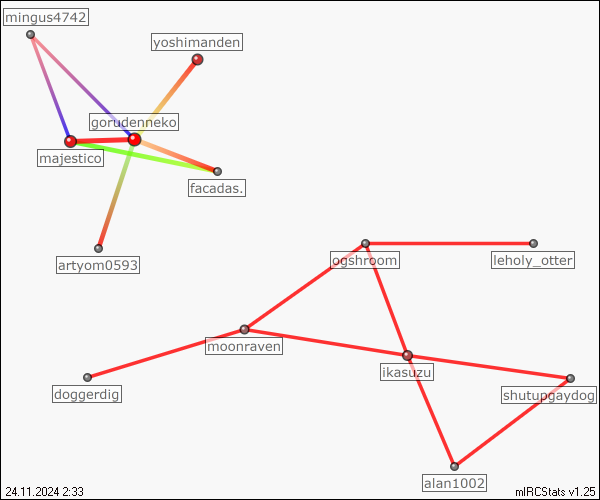 mingus4742
yoshimanden
gorudenneko
majestico
facadas.
artyom0593
ogshroom
leholy_otter
moonraven
ikasuzu
doggerdig
shutupgaydog
alan1002
24.11.2024 2:33
mIRCStats v1.25